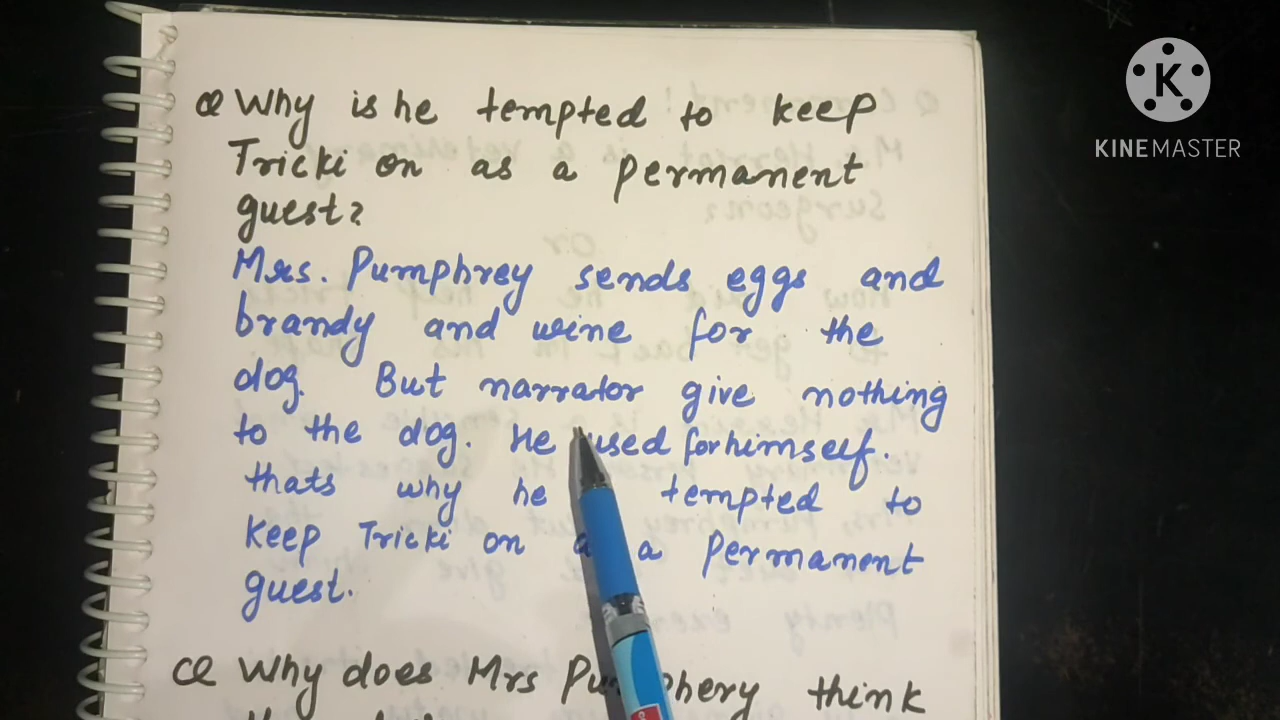 Q Why is he tempted to keep
Tricki on as a permanent
guest?
Mrs. Pumphrey sends eggs and
brandy and wine for the
dog. But narrator give nothing
to the dog. He used for himself.
thats why he tempted to
keep Tricki on a a permanent
guest.
Q Why does Mrs Pumphery think
K
KINEMASTER